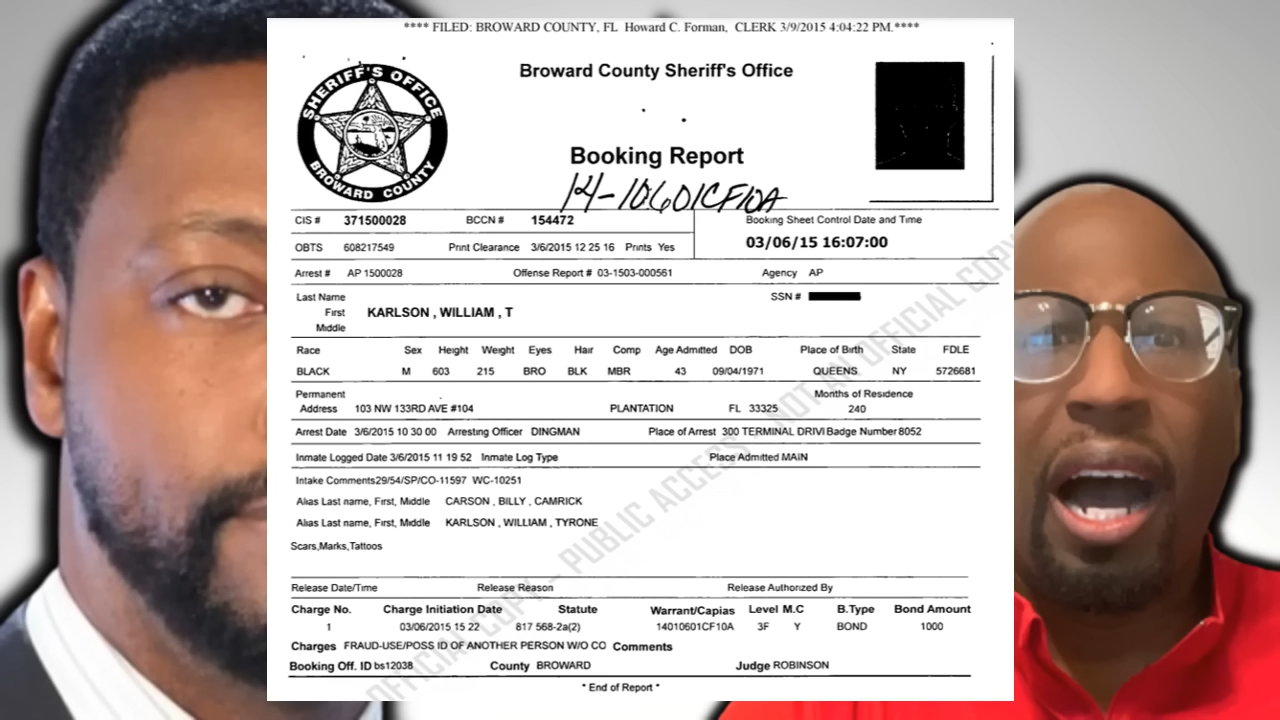 **** FILED: BROWARD COUNTY, FL Howard C. Forman, CLERK 3/9/2015 4:04:22 PM.****
SHERIFF'S OFFICE
BROWARD COUNTY
Broward County Sheriff's Office
Booking Report
14-10601CF10A
CIS # 371500028 BCCN # 154472 Booking Sheet Control Date and Time
OBTS 608217549 Print Clearance 3/6/2015 12 25 16 Prints Yes 03/06/15 16:07:00
Arrest # AP 1500028 Offense Report # 03-1503-000561 Agency AP
Last Name SSN #
First KARLSON , WILLIAM , T
Middle
Race Sex Height Weight Eyes Hair Comp Age Admitted DOB Place of Birth State FDLE
BLACK M 603 215 BRO BLK MBR 43 09/04/1971 QUEENS NY 5726681
Permanent Months of Residence
Address 103 NW 133RD AVE #104 PLANTATION FL 33325 240
Arrest Date 3/6/2015 10 30 00 Arresting Officer DINGMAN Place of Arrest 300 TERMINAL DRIVI Badge Number 8052
Inmate Logged Date 3/6/2015 11 19 52 Inmate Log Type Place Admitted MAIN
Intake Comments29/54/SP/CO-11597 WC-10251
Alias Last name, First, Middle CARSON , BILLY , CAMRICK
Alias Last name, First, Middle KARLSON , WILLIAM , TYRONE
Scars,Marks,Tattoos
Release Date/Time Release Reason Release Authorized By
Charge No. Charge Initiation Date Statute Warrant/Capias Level M.C B.Type Bond Amount
1 03/06/2015 15 22 817 568-2a(2) 14010601CF10A 3F Y BOND 1000
Charges FRAUD-USE/POSS ID OF ANOTHER PERSON W/O CO Comments
Booking Off. ID bs12038 County BROWARD Judge ROBINSON
* End of Report *
OFFICIAL COPY - PUBLIC ACCESS - NOT AN OFFICIAL COPY